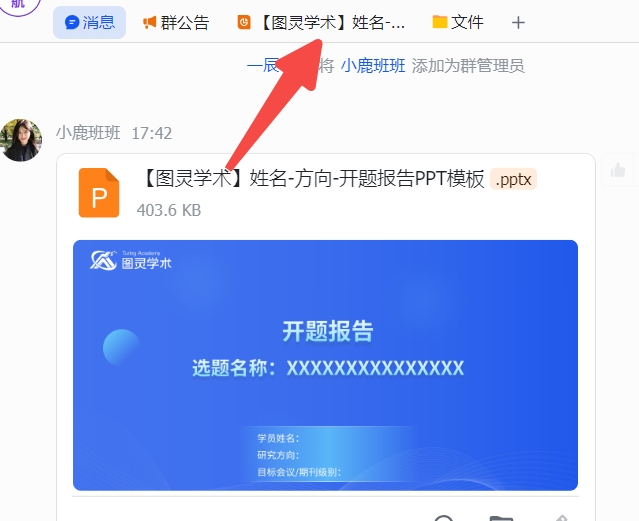 航
消息 群公告 【图灵学术】姓名-... 文件
一辰 将 小鹿班班 添加为群管理员
小鹿班班 17:42
P
【图灵学术】姓名-方向-开题报告PPT模板 .pptx
403.6 KB
Turing Academy
图灵学术
开题报告
选题名称：XXXXXXXXXXXXXXX
学员姓名：
研究方向：
目标会议/期刊级别：